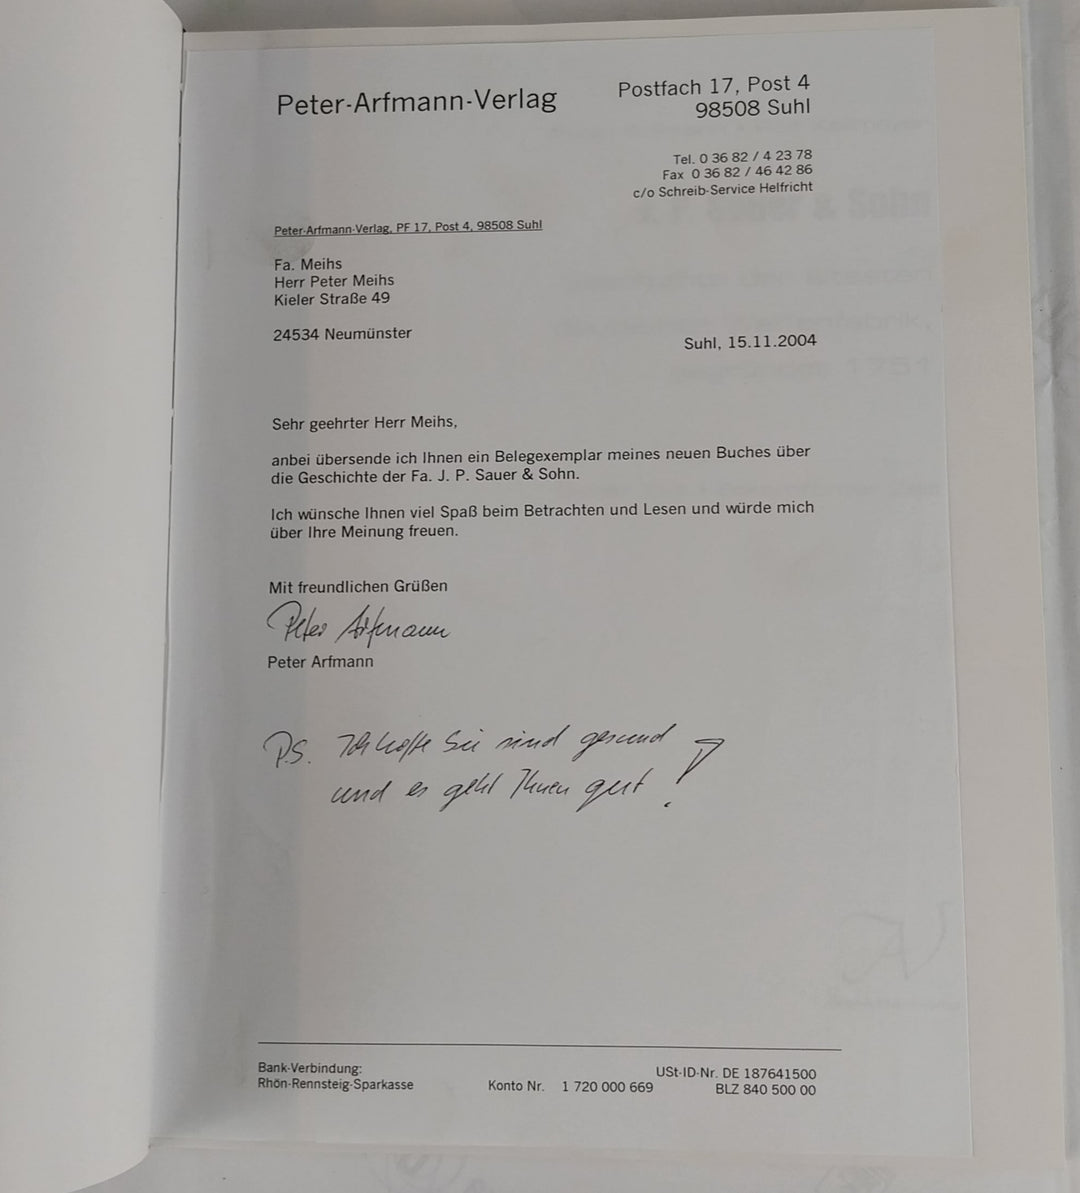 Peter-Arfmann-Verlag
Postfach 17, Post 4
98508 Suhl
Tel. 0 36 82 / 4 23 78
Fax 0 36 82 / 46 42 86
c/o Schreib-Service Helfricht
Peter-Arfmann-Verlag, PF 17, Post 4, 98508 Suhl
Fa. Meihs
Herr Peter Meihs
Kieler Straße 49
24534 Neumünster
Suhl, 15.11.2004
Sehr geehrter Herr Meihs,
anbei übersende ich Ihnen ein Belegexemplar meines neuen Buches über
die Geschichte der Fa. J. P. Sauer & Sohn.
Ich wünsche Ihnen viel Spaß beim Betrachten und Lesen und würde mich
über Ihre Meinung freuen.
Mit freundlichen Grüßen
Peter Arfmann
Peter Arfmann
P.S. Ich hoffe Sie sind gesund
und es geht Ihnen gut!
Bank-Verbindung:
Rhön-Rennsteig-Sparkasse
Konto Nr. 1 720 000 669
USt-ID-Nr. DE 187641500
BLZ 840 500 00